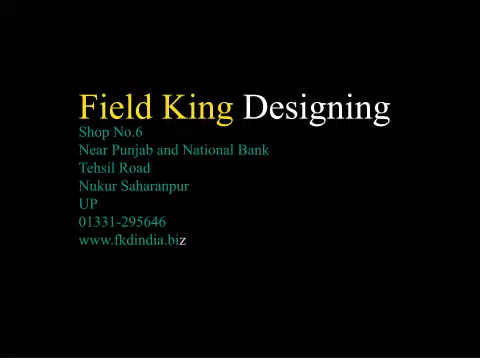 Field King Designing
Shop No.6
Near Punjab and National Bank
Tehsil Road
Nukur Saharanpur
UP
01331-295646
www.fkdindia.biz